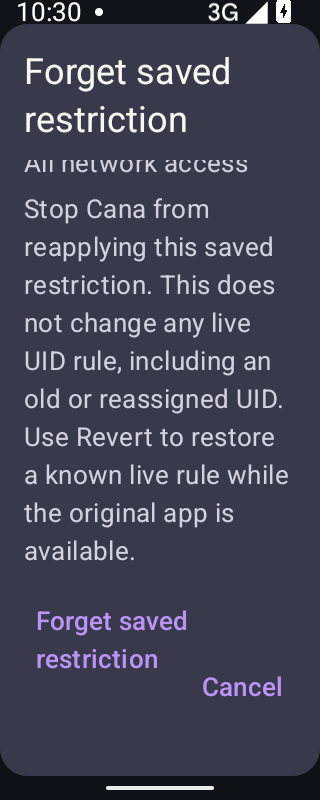 10:30
3G
Forget saved
restriction
All network access
Stop Cana from
reapplying this saved
restriction. This does
not change any live
UID rule, including an
old or reassigned UID.
Use Revert to restore
a known live rule while
the original app is
available.
Forget saved
restriction
Cancel